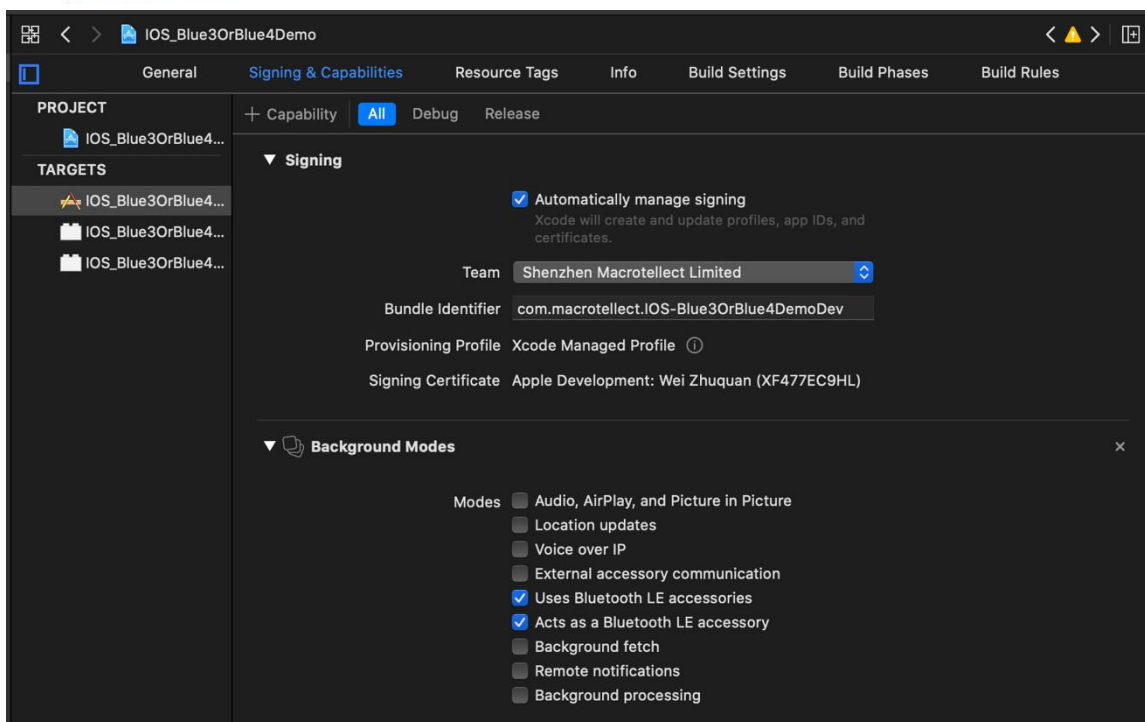 IOS_Blue3OrBlue4Demo
General Signing & Capabilities Resource Tags Info Build Settings Build Phases Build Rules
PROJECT
IOS_Blue3OrBlue4...
TARGETS
IOS_Blue3OrBlue4...
IOS_Blue3OrBlue4...
IOS_Blue3OrBlue4...
+ Capability All Debug Release
Signing
Automatically manage signing
Xcode will create and update profiles, app IDs, and
certificates.
Team Shenzhen Macrotellect Limited
Bundle Identifier com.macrotellect.IOS-Blue3OrBlue4DemoDev
Provisioning Profile Xcode Managed Profile
Signing Certificate Apple Development: Wei Zhuquan (XF477EC9HL)
Background Modes
Modes Audio, AirPlay, and Picture in Picture
Location updates
Voice over IP
External accessory communication
Uses Bluetooth LE accessories
Acts as a Bluetooth LE accessory
Background fetch
Remote notifications
Background processing